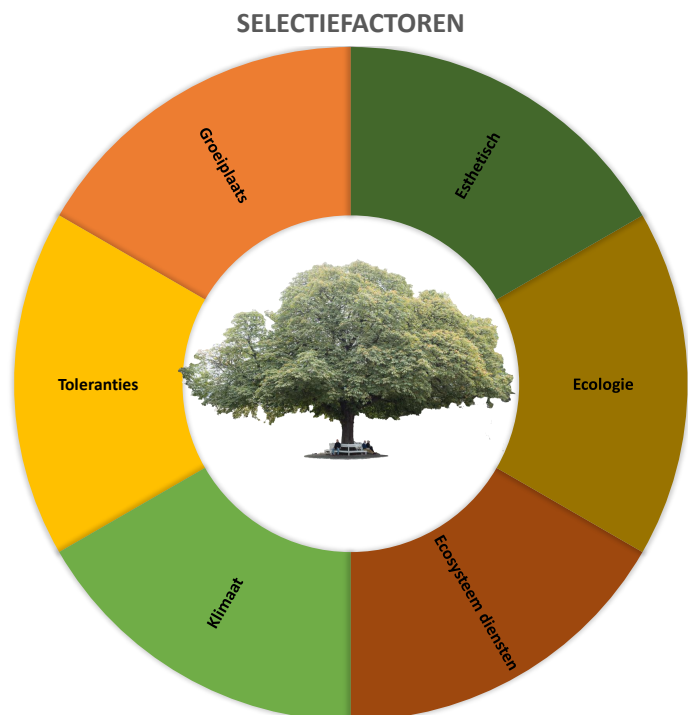 SELECTIEFACTOREN
Groeiplaats
Esthetisch
Toleranties
Ecologie
Klimaat
Ecosysteem diensten